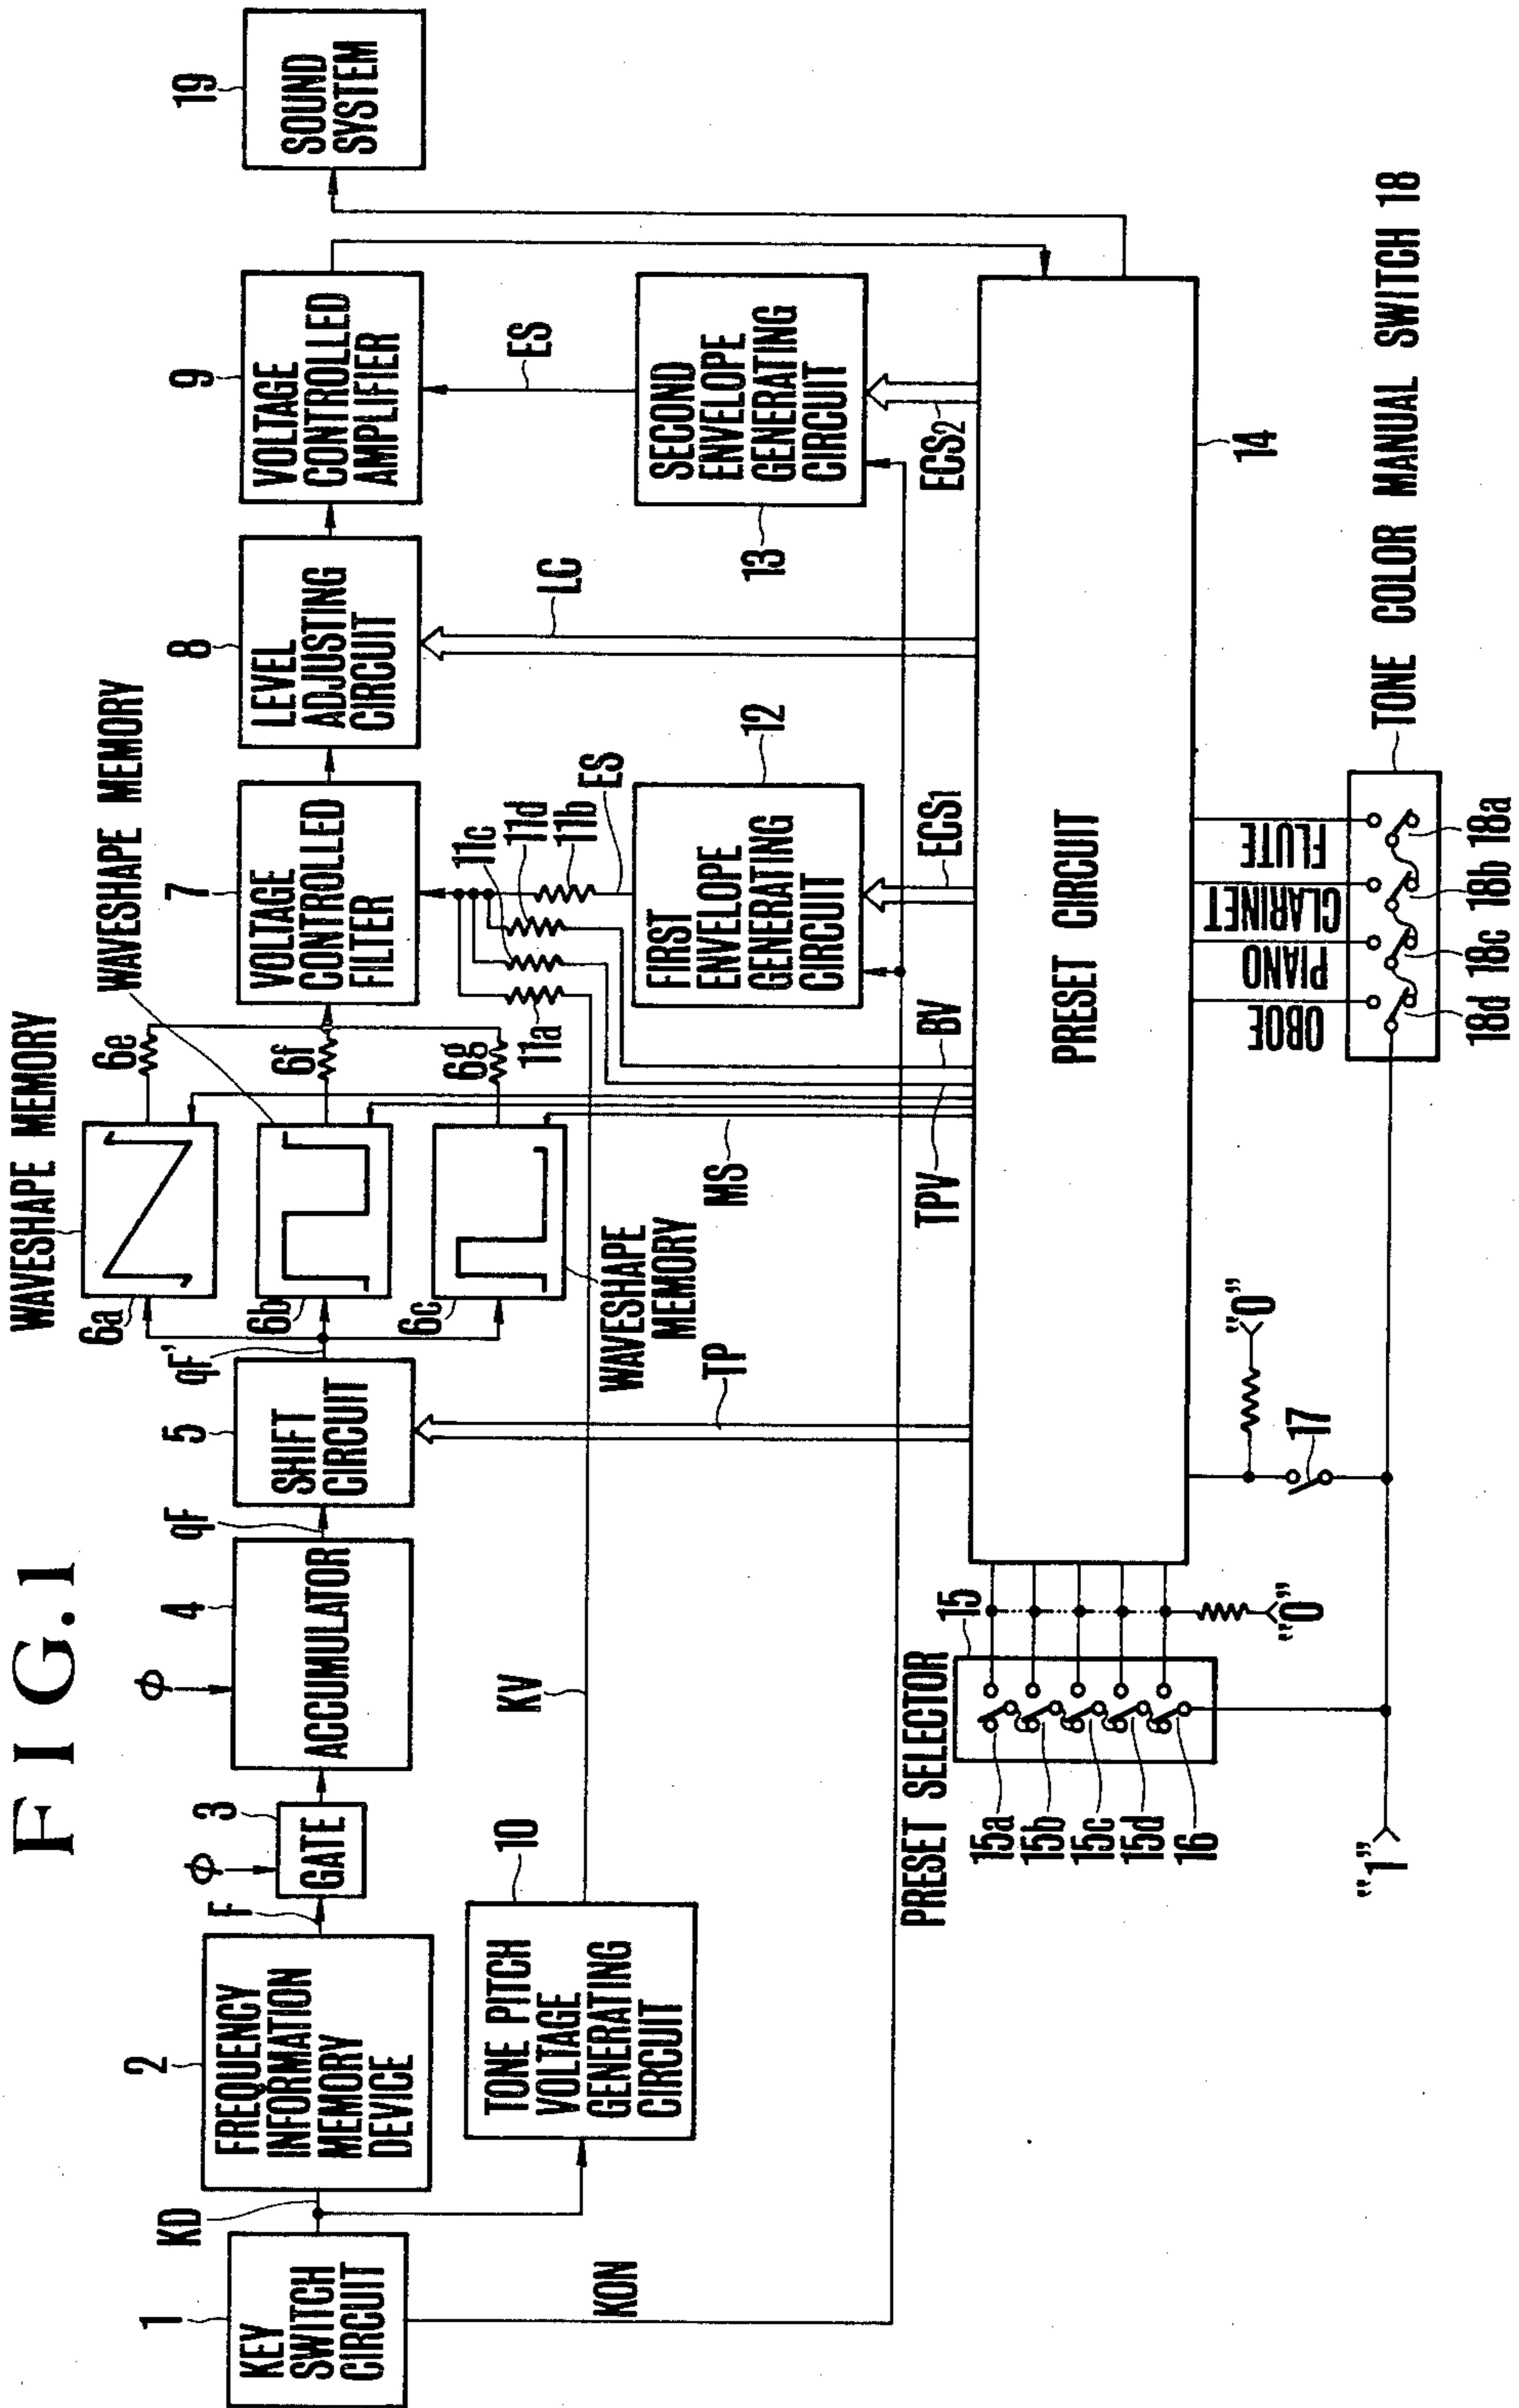 FIG.1
1
KEY
SWITCH
CIRCUIT
KD
KON
2
FREQUENCY
INFORMATION
MEMORY
DEVICE
F
ϕ
3
GATE
ϕ
4
ACCUMULATOR
qF
5
SHIFT
CIRCUIT
qF'
WAVESHAPE MEMORY
6a
WAVESHAPE MEMORY
6b
6c
WAVESHAPE
MEMORY
6e
6f
6g
7
VOLTAGE
CONTROLLED
FILTER
8
LEVEL
ADJUSTING
CIRCUIT
9
VOLTAGE
CONTROLLED
AMPLIFIER
19
SOUND
SYSTEM
10
TONE PITCH
VOLTAGE
GENERATING
CIRCUIT
KV
11a
11c
11d
11b
ES
12
FIRST
ENVELOPE
GENERATING
CIRCUIT
LC
ES
13
SECOND
ENVELOPE
GENERATING
CIRCUIT
TP
MS
TPV
BV
ECS1
ECS2
PRESET CIRCUIT
14
PRESET SELECTOR
15
15a
15b
15c
15d
16
"0"
"0"
17
"1"
OBOE
PIANO
CLARINET
FLUTE
18d
18c
18b
18a
TONE COLOR MANUAL SWITCH 18